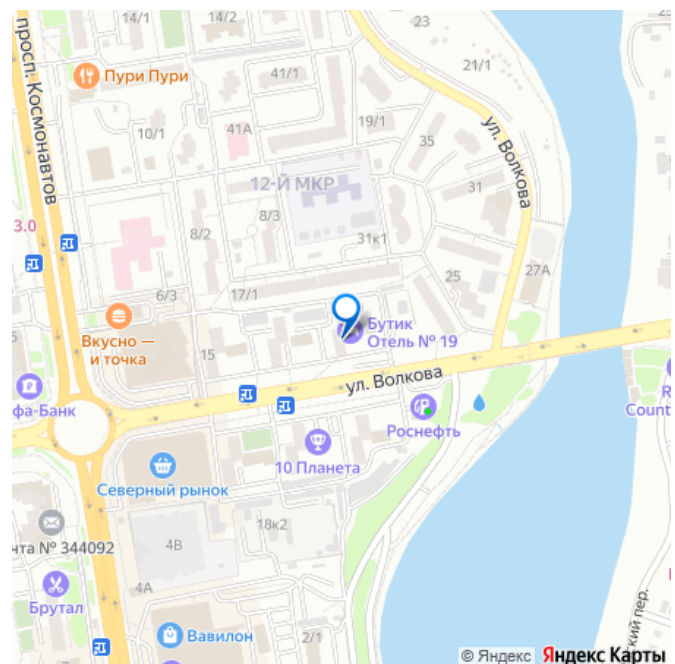 14/1
14/2
23
просп. Космонавтов
Пури Пури
41/1
21/1
10/1
41А
19/1
35
ул. Волкова
12-Й МКР
31
8/3
3.0
8/2
31к1
6/3
17/1
25
27А
Вкусно —
и точка
15
Бутик
Отель № 19
фа-Банк
ул. Волкова
Роснефть
Count
10 Планета
Северный рынок
18к2
нта № 344092
4В
4А
Брутал
Вавилон
2/1
ский пер.
© Яндекс Яндекс Карты